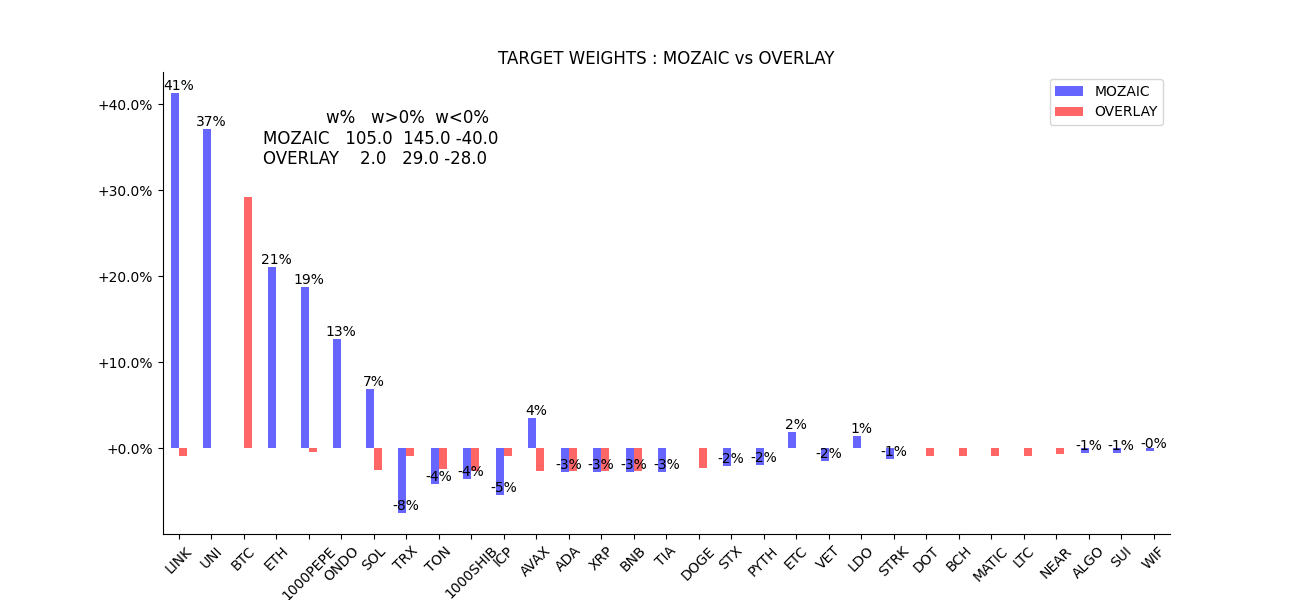 TARGET WEIGHTS : MOZAIC vs OVERLAY
MOZAIC
OVERLAY
w% w>0% w<0%
MOZAIC 105.0 145.0 -40.0
OVERLAY 2.0 29.0 -28.0
+40.0%
+30.0%
+20.0%
+10.0%
+0.0%
41%
37%
21%
19%
13%
7%
-8%
-4%
-4%
-5%
4%
-3%
-3%
-3%
-3%
-2%
-2%
2%
-2%
1%
-1%
-1%
-1%
-0%
LINK
UNI
BTC
ETH
1000PEPE
ONDO
SOL
TRX
TON
1000SHIB
ICP
AVAX
ADA
XRP
BNB
TIA
DOGE
STX
PYTH
ETC
VET
LDO
STRK
DOT
BCH
MATIC
LTC
NEAR
ALGO
SUI
WIF